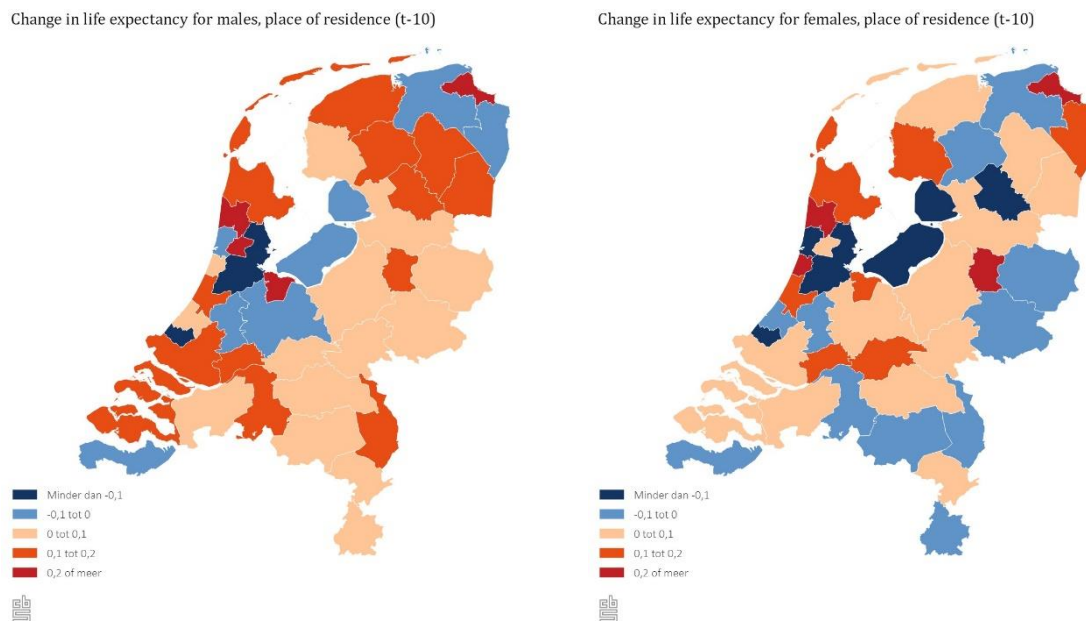 Change in life expectancy for males, place of residence (t-10)
Minder dan -0,1
-0,1 tot 0
0 tot 0,1
0,1 tot 0,2
0,2 of meer
cbs
Change in life expectancy for females, place of residence (t-10)
Minder dan -0,1
-0,1 tot 0
0 tot 0,1
0,1 tot 0,2
0,2 of meer
cbs